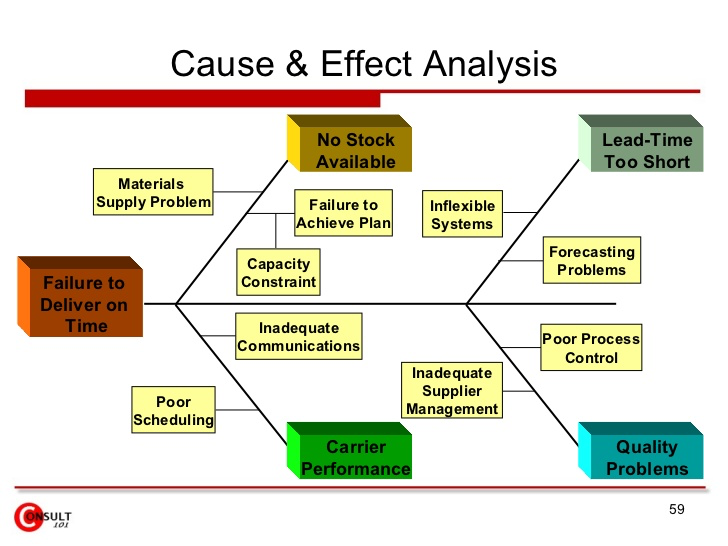 Cause & Effect Analysis
No Stock
Available
Lead-Time
Too Short
Materials
Supply Problem
Failure to
Achieve Plan
Inflexible
Systems
Capacity
Constraint
Forecasting
Problems
Failure to
Deliver on
Time
Inadequate
Communications
Poor Process
Control
Inadequate
Supplier
Management
Poor
Scheduling
Carrier
Performance
Quality
Problems
CONSULT
101
59